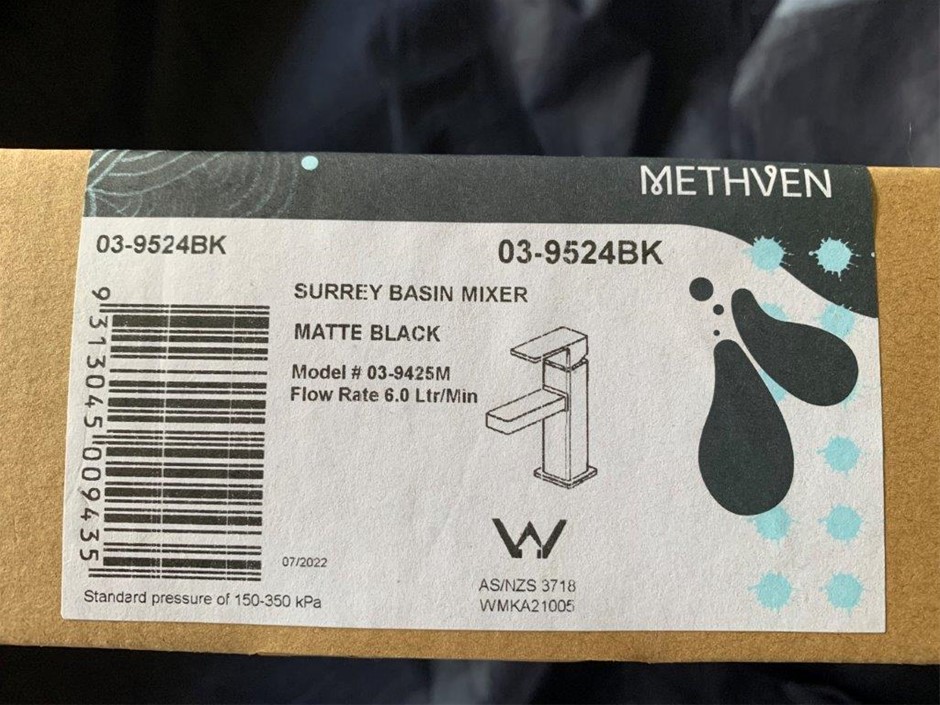 METHVEN
03-9524BK
03-9524BK
SURREY BASIN MIXER
MATTE BLACK
Model # 03-9425M
Flow Rate 6.0 Ltr/Min
9 313045 009435
07/2022
Standard pressure of 150-350 kPa
AS/NZS 3718
WMKA21005